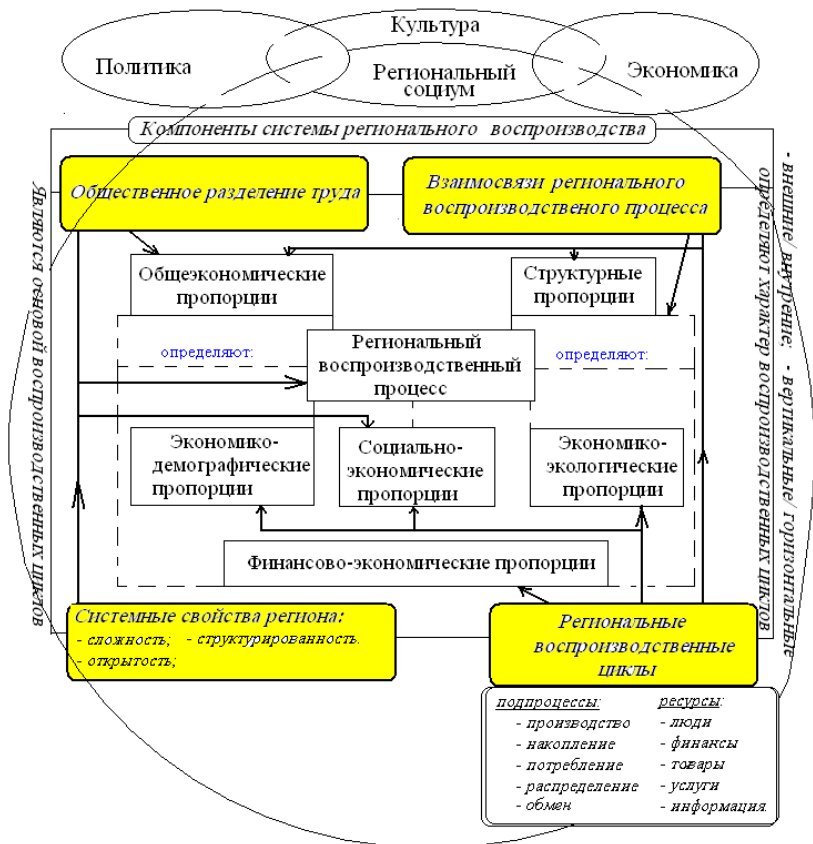 Культура
Политика
Региональный
социум
Экономика
Компоненты системы регионального воспроизводства
Общественное разделение труда
Взаимосвязи регионального
воспроизводственого процесса
Являются основой воспроизводственных циклов
- внешние/ внутрение; - вертикальные/ горизонтальные
определяют характер воспроизводственных циклов
Общеэкономические
пропорции
Структурные
пропорции
определяют:
Региональный
воспроизводственный
процесс
определяют:
Экономико-
демографические
пропорции
Социально-
экономические
пропорции
Экономико-
экологические
пропорции
Финансово-экономические пропорции
Системные свойства региона:
- сложность; - структурированность.
- открытость;
Региональные
воспроизводственные
циклы
подпроцессы:
- производство
- накопление
- потребление
- распределение
- обмен
ресурсы:
- люди
- финансы
- товары
- услуги
- информация.